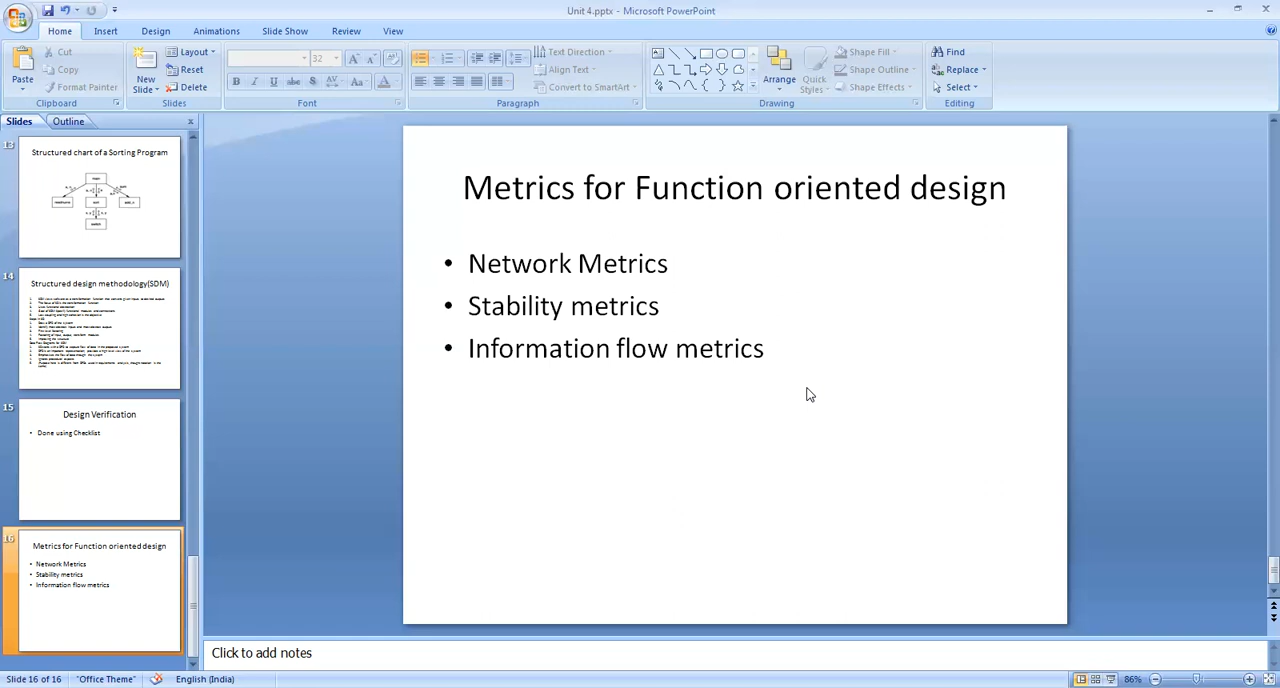 Unit 4.pptx - Microsoft PowerPoint
Home Insert Design Animations Slide Show Review View
Paste
Cut
Copy
Format Painter
Clipboard
New Slide
Layout
Reset
Delete
Slides
32
B I U abc S AV Aa A
Font
Text Direction
Align Text
Convert to SmartArt
Paragraph
Arrange
Quick Styles
Shape Fill
Shape Outline
Shape Effects
Drawing
Find
Replace
Select
Editing
Slides Outline
13
Structured chart of a Sorting Program
14
Structured design methodology(SDM)
15
Design Verification
• Done using Checklist
16
Metrics for Function oriented design
• Network Metrics
• Stability metrics
• Information flow metrics
Metrics for Function oriented design
• Network Metrics
• Stability metrics
• Information flow metrics
Click to add notes
Slide 16 of 16 "Office Theme" English (India) 86%